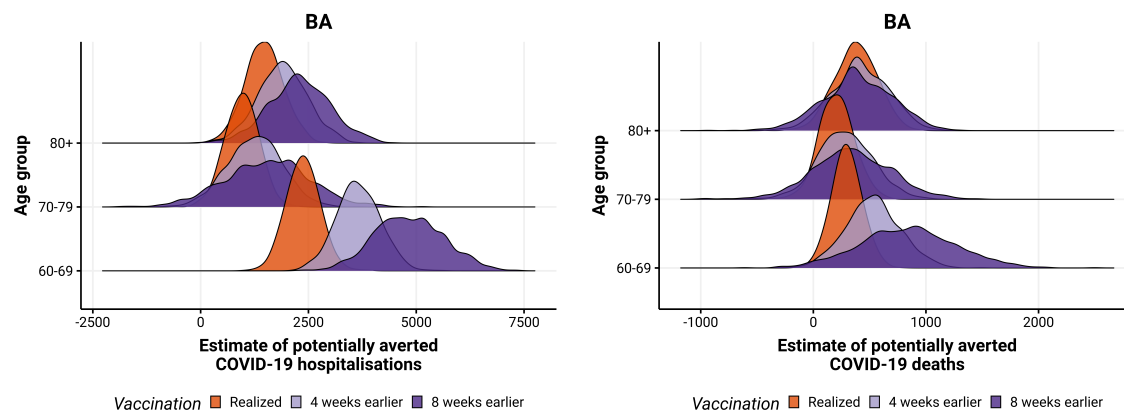 BA
80+
70-79
60-69
Age group
-2500 0 2500 5000 7500
Estimate of potentially averted
COVID-19 hospitalisations
Vaccination Realized 4 weeks earlier 8 weeks earlier
BA
80+
70-79
60-69
Age group
-1000 0 1000 2000
Estimate of potentially averted
COVID-19 deaths
Vaccination Realized 4 weeks earlier 8 weeks earlier